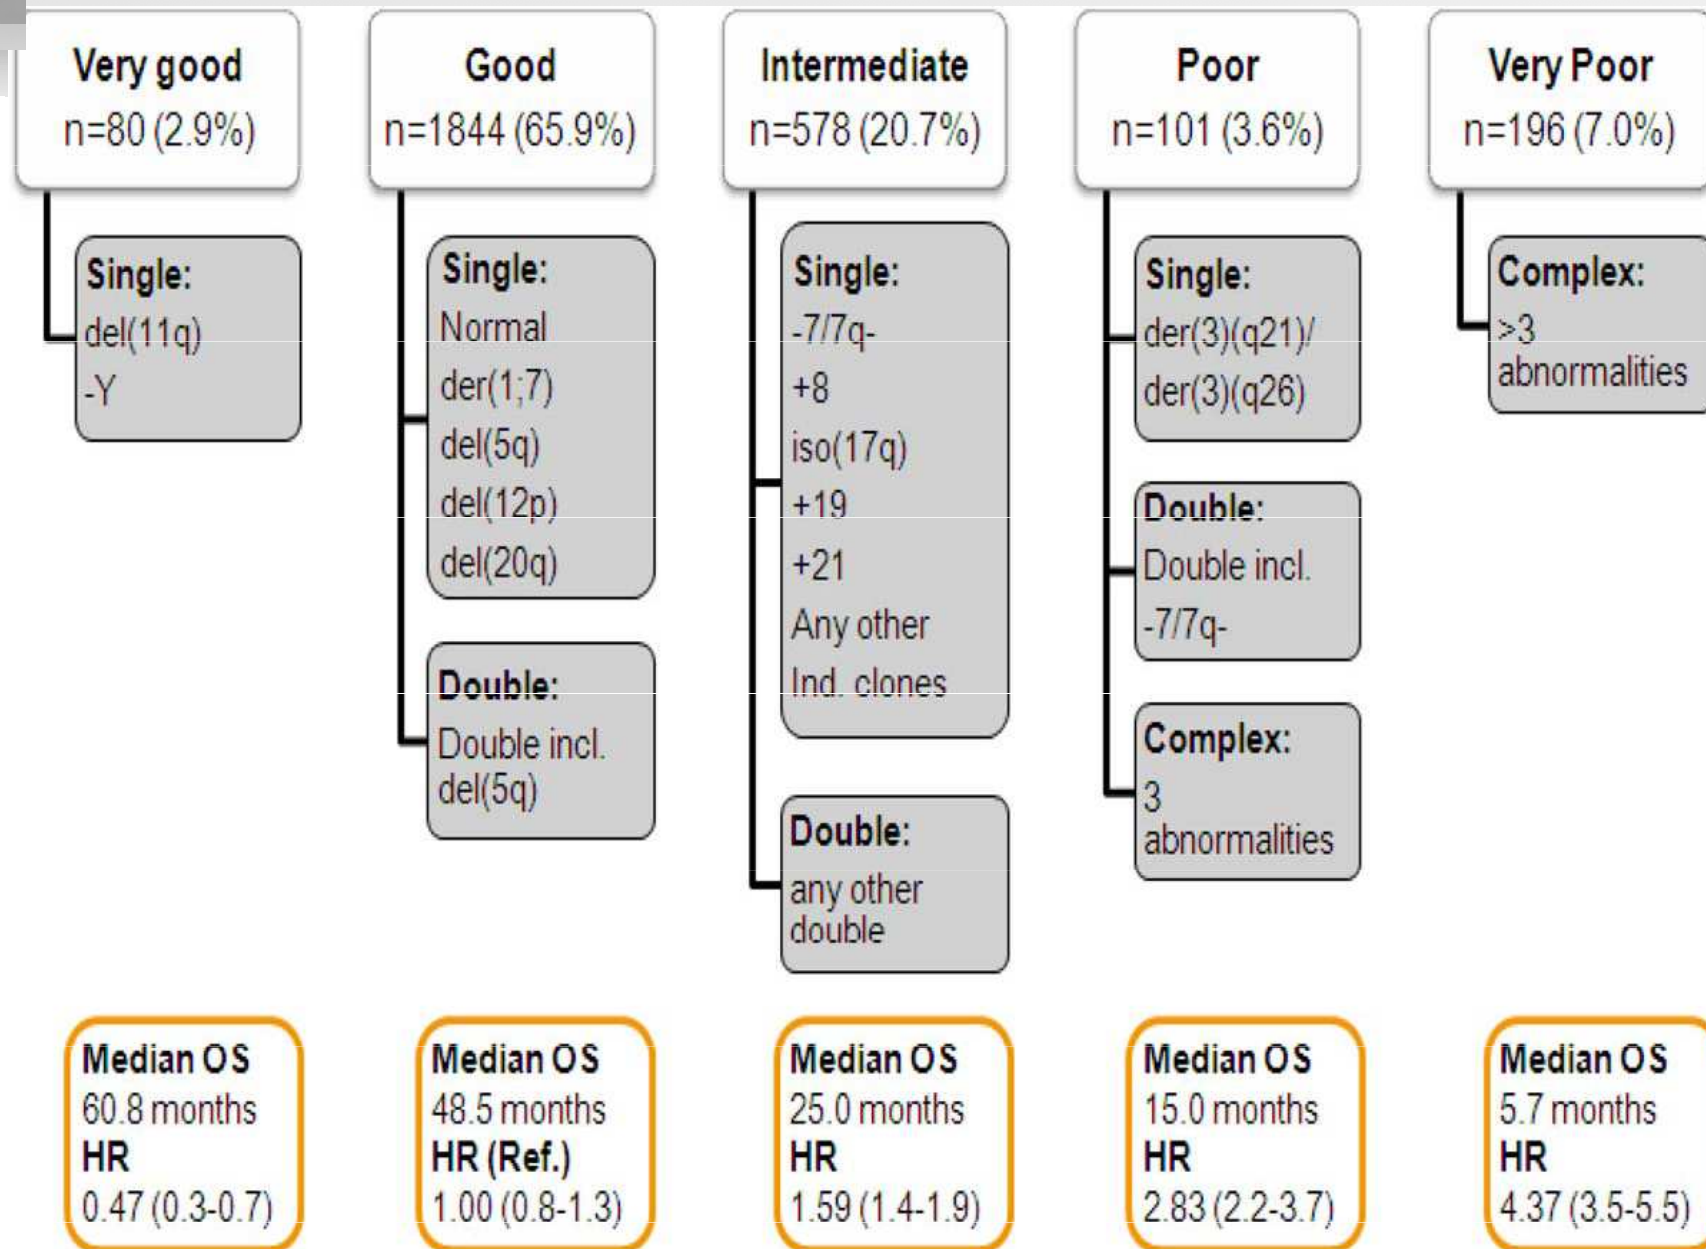 Very good
n=80 (2.9%)
Single:
del(11q)
-Y
Median OS
60.8 months
HR
0.47 (0.3-0.7)
Good
n=1844 (65.9%)
Single:
Normal
der(1;7)
del(5q)
del(12p)
del(20q)
Double:
Double incl.
del(5q)
Median OS
48.5 months
HR (Ref.)
1.00 (0.8-1.3)
Intermediate
n=578 (20.7%)
Single:
-7/7q-
+8
iso(17q)
+19
+21
Any other
Ind. clones
Double:
any other
double
Median OS
25.0 months
HR
1.59 (1.4-1.9)
Poor
n=101 (3.6%)
Single:
der(3)(q21)/
der(3)(q26)
Double:
Double incl.
-7/7q-
Complex:
3
abnormalities
Median OS
15.0 months
HR
2.83 (2.2-3.7)
Very Poor
n=196 (7.0%)
Complex:
>3
abnormalities
Median OS
5.7 months
HR
4.37 (3.5-5.5)